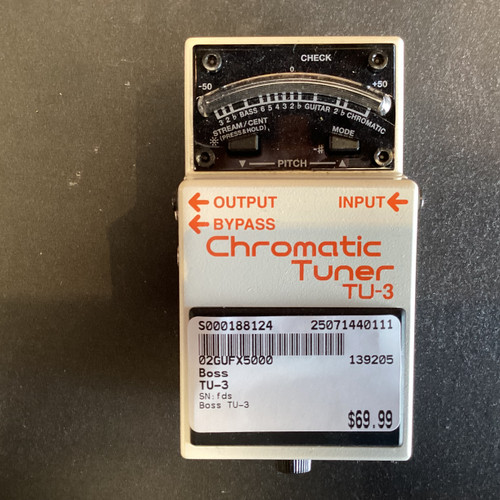 CHECK
0
-50 +50
3 2 ♭ BASS 6 5 4 3 2 ♭ GUITAR 2 ♭ CHROMATIC
STREAM/CENT MODE
(PRESS & HOLD)
#
▼ PITCH ▲
← OUTPUT INPUT ←
← BYPASS
Chromatic
Tuner
TU-3
S000188124 25071440111
02GUFX5000 139205
Boss
TU-3
SN:fds
Boss TU-3
$69.99